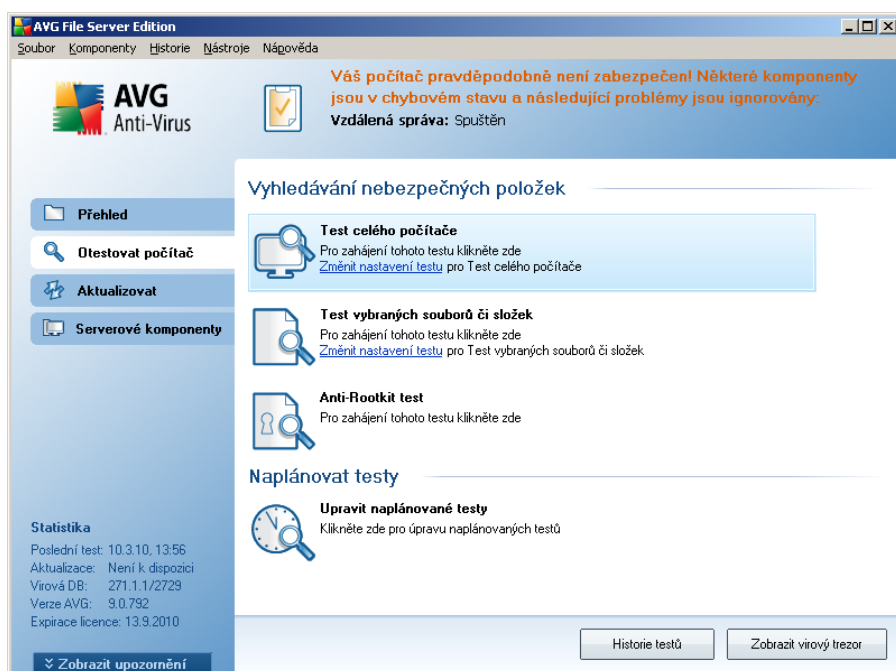 AVG File Server Edition
Soubor Komponenty Historie Nástroje Nápověda
AVG
Anti-Virus
Váš počítač pravděpodobně není zabezpečen! Některé komponenty
jsou v chybovém stavu a následující problémy jsou ignorovány:
Vzdálená správa: Spuštěn
Přehled
Otestovat počítač
Aktualizovat
Serverové komponenty
Vyhledávání nebezpečných položek
Test celého počítače
Pro zahájení tohoto testu klikněte zde
Změnit nastavení testu pro Test celého počítače
Test vybraných souborů či složek
Pro zahájení tohoto testu klikněte zde
Změnit nastavení testu pro Test vybraných souborů či složek
Anti-Rootkit test
Pro zahájení tohoto testu klikněte zde
Naplánovat testy
Upravit naplánované testy
Klikněte zde pro úpravu naplánovaných testů
Statistika
Poslední test: 10.3.10, 13:56
Aktualizace: Není k dispozici
Virová DB: 271.1.1/2729
Verze AVG: 9.0.792
Expirace licence: 13.9.2010
Zobrazit upozornění
Historie testů
Zobrazit virový trezor